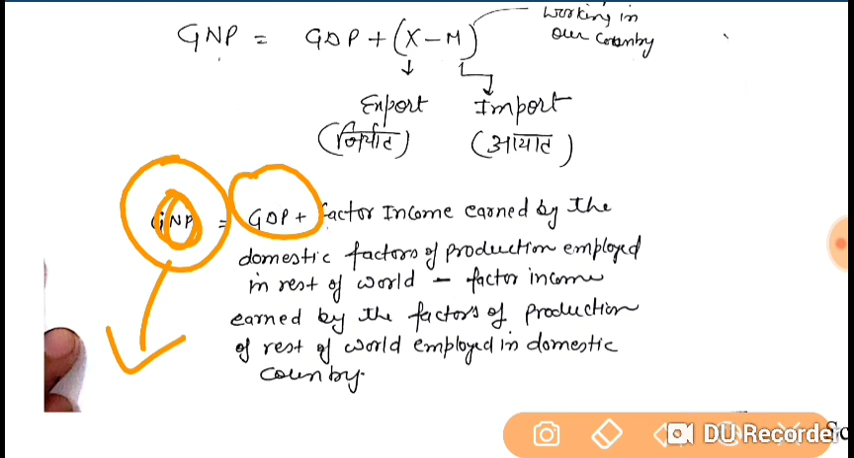 GNP = GDP + (X-M)
working in
our country
Export Import
(निर्यात) (आयात)
GNP = GDP + factor Income earned by the
domestic factors of production employed
in rest of world - factor income
earned by the factors of production
of rest of world employed in domestic
country.
DU Recorder